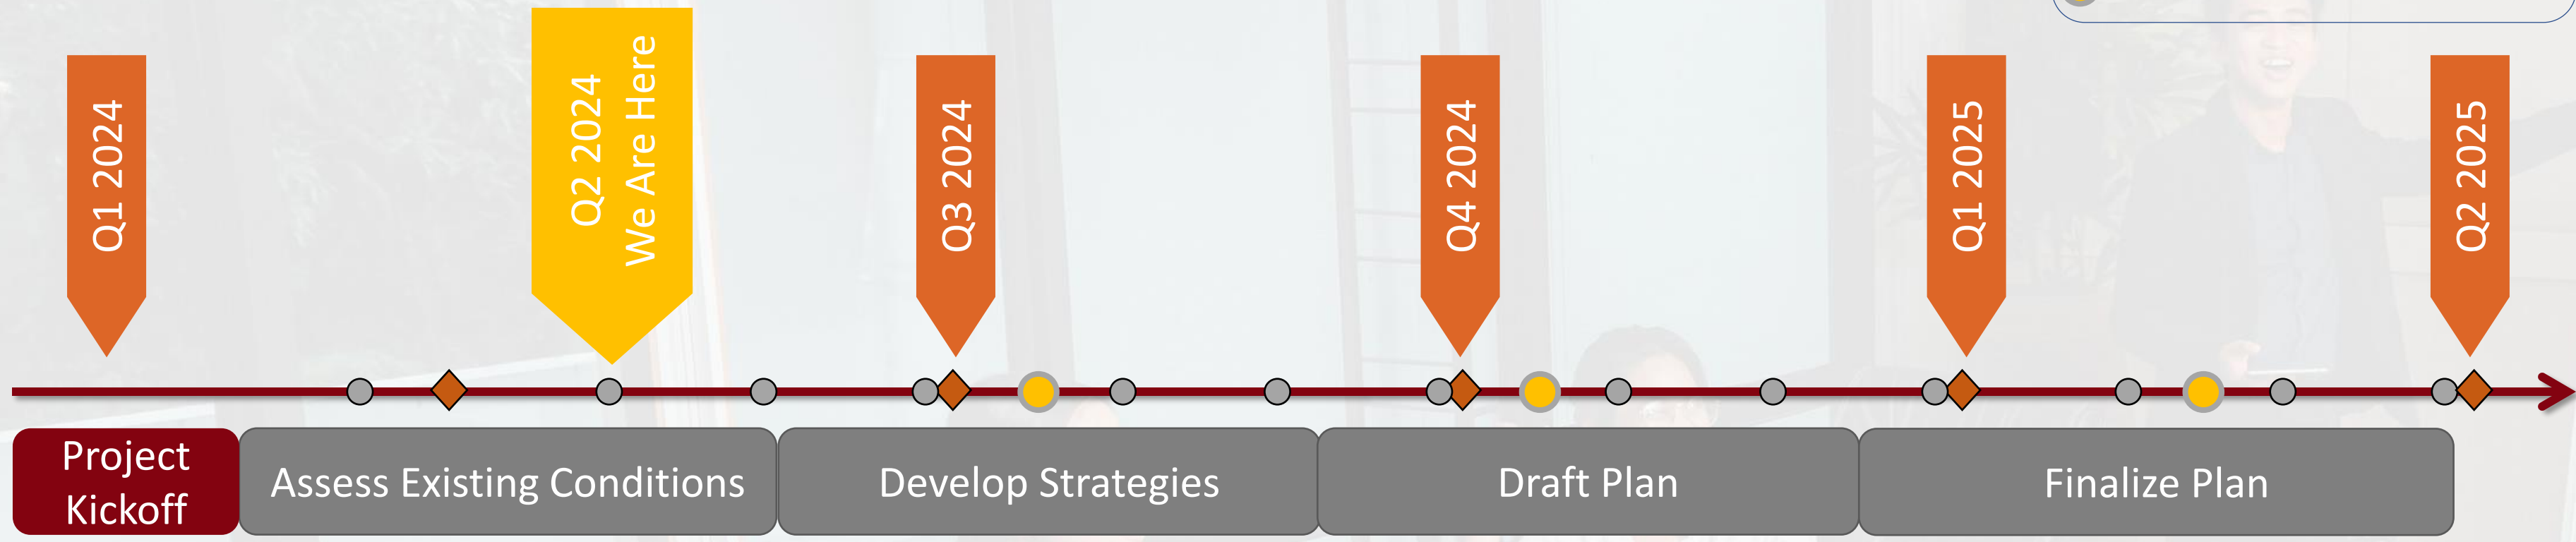 Q1 2024
Q2 2024
We Are Here
Q3 2024
Q4 2024
Q1 2025
Q2 2025
Project
Kickoff
Assess Existing Conditions
Develop Strategies
Draft Plan
Finalize Plan